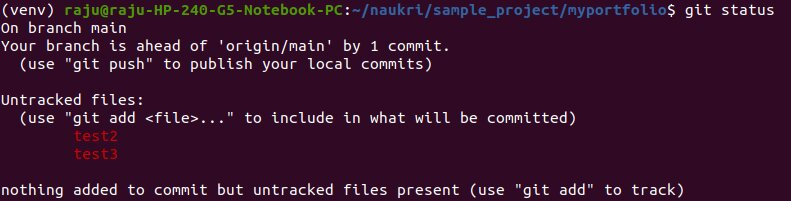 (venv) raju@raju-HP-240-G5-Notebook-PC:~/naukri/sample_project/myportfolio$ git status
On branch main
Your branch is ahead of 'origin/main' by 1 commit.
  (use "git push" to publish your local commits)

Untracked files:
  (use "git add <file>..." to include in what will be committed)
        test2
        test3

nothing added to commit but untracked files present (use "git add" to track)